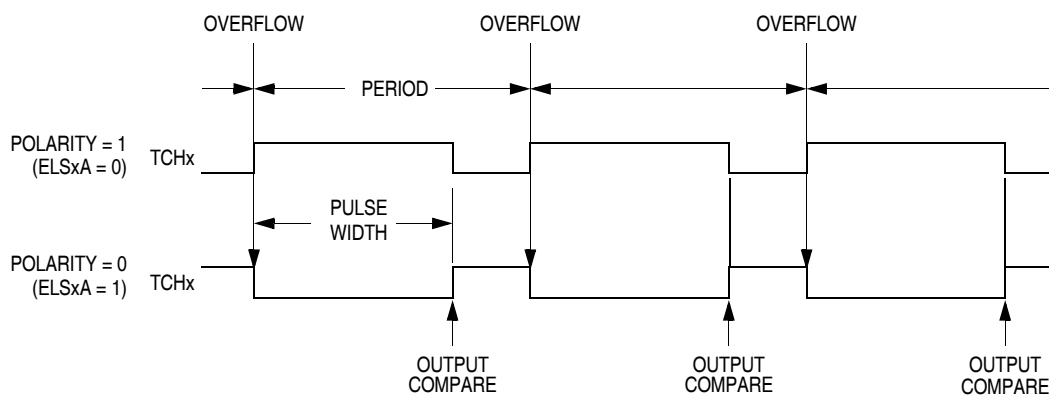 OVERFLOW
OVERFLOW
OVERFLOW
PERIOD
POLARITY = 1
(ELSxA = 0)
TCHx
PULSE
WIDTH
POLARITY = 0
(ELSxA = 1)
TCHx
OUTPUT
COMPARE
OUTPUT
COMPARE
OUTPUT
COMPARE